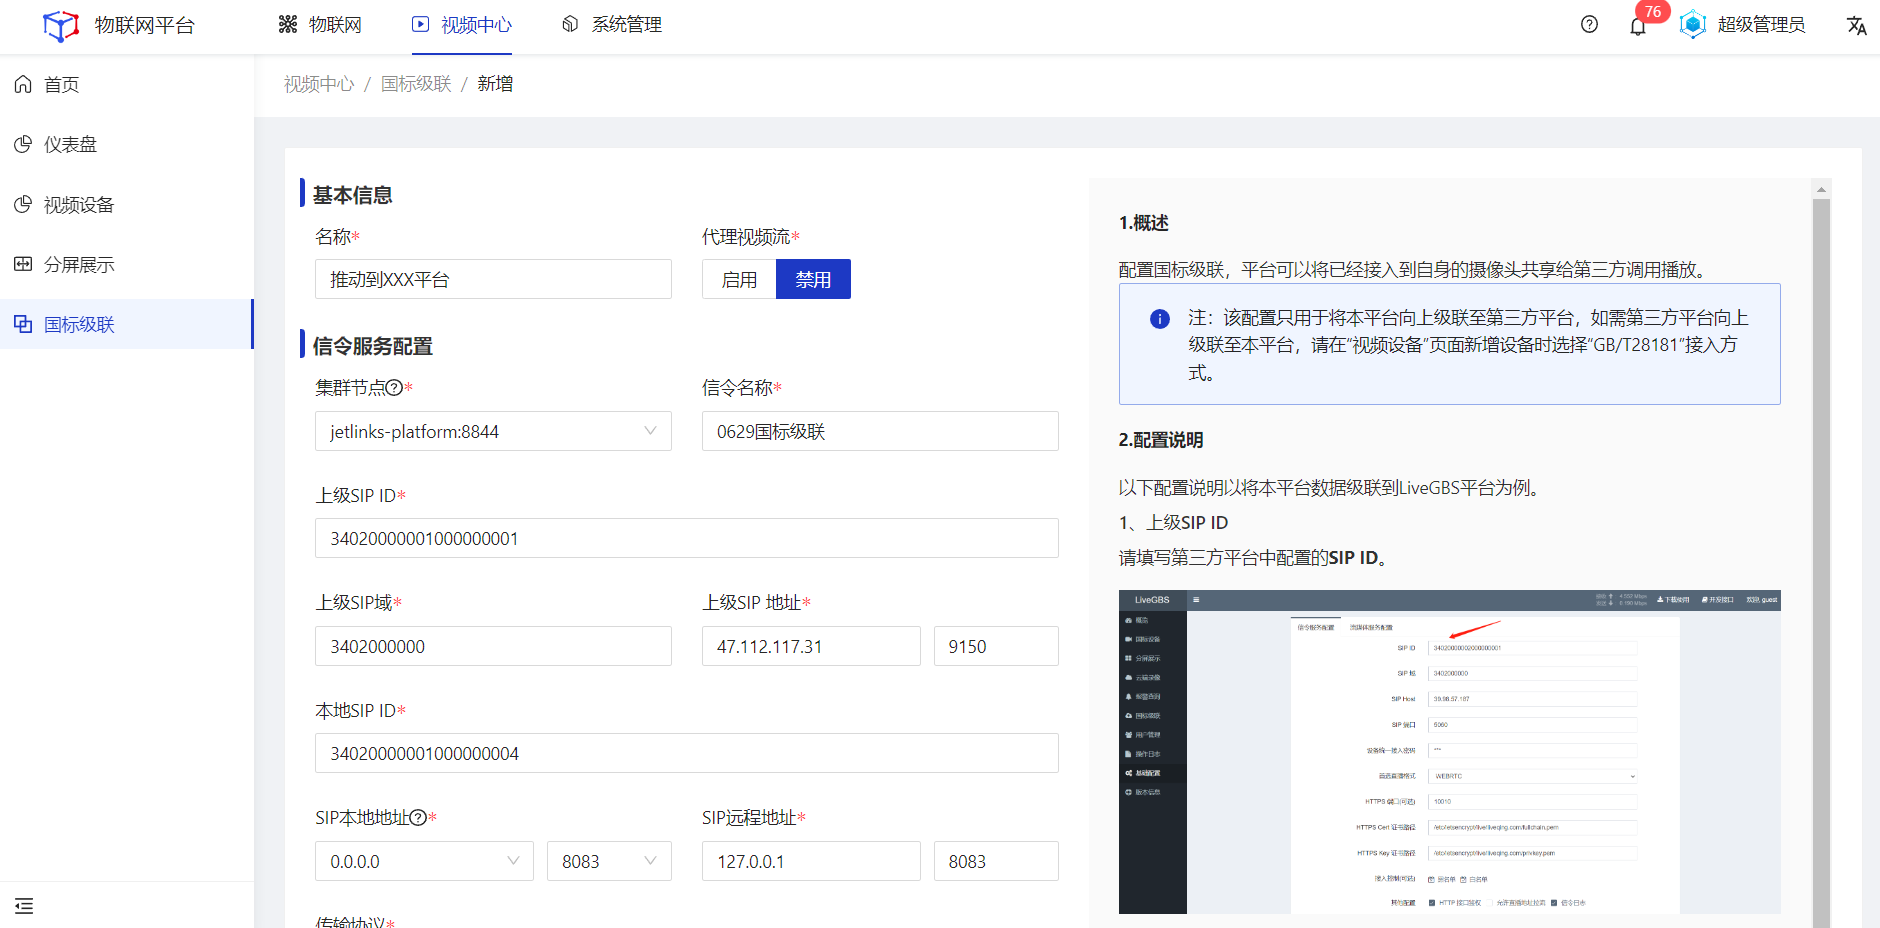 物联网平台
物联网
视频中心
系统管理
76
超级管理员
首页
仪表盘
视频设备
分屏展示
国标级联
视频中心 / 国标级联 / 新增
基本信息
名称*
代理视频流*
推动到XXX平台
启用
禁用
信令服务配置
集群节点*
信令名称*
jetlinks-platform:8844
0629国标级联
上级SIP ID*
34020000001000000001
上级SIP域*
上级SIP 地址*
3402000000
47.112.117.31
9150
本地SIP ID*
34020000001000000004
SIP本地地址*
SIP远程地址*
0.0.0.0
8083
127.0.0.1
8083
传输协议*
1.概述
配置国标级联，平台可以将已经接入到自身的摄像头共享给第三方调用播放。
注：该配置只用于将本平台向上级联至第三方平台，如需第三方平台向上
级联至本平台，请在“视频设备”页面新增设备时选择“GB/T28181”接入方
式。
2.配置说明
以下配置说明以将本平台数据级联到LiveGBS平台为例。
1、上级SIP ID
请填写第三方平台中配置的SIP ID。
LiveGBS
下载试用
开发接口
欢迎, guest
概览
国标设备
分屏展示
云端录像
报警查询
国标级联
用户管理
操作日志
基础配置
版本信息
信令服务配置
流媒体服务配置
SIP ID
34020000002000000001
SIP 域
3402000000
SIP Host
SIP 端口
5060
设备统一接入密码
***
首选直播格式
WEBRTC
HTTPS 端口(可选)
10010
HTTPS Cert 证书路径
/etc/letsencrypt/live/liveqing.com/fullchain.pem
HTTPS Key 证书路径
/etc/letsencrypt/live/liveqing.com/privkey.pem
接入控制(可选)
黑名单
白名单
其他配置
HTTP 接口鉴权
信令日志